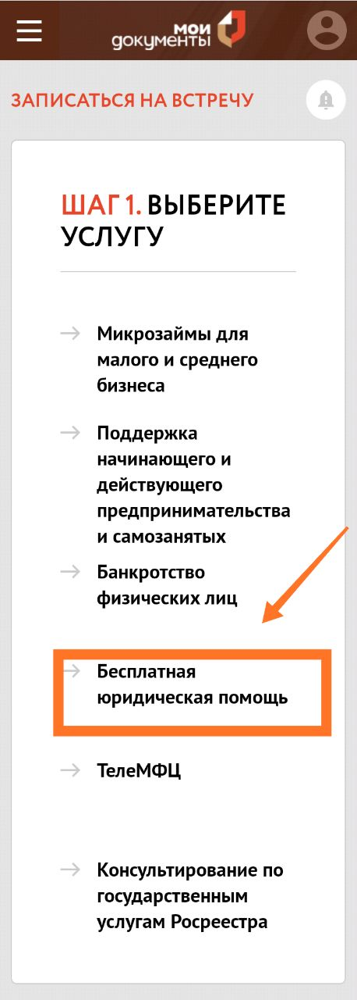 мои
документы
ЗАПИСАТЬСЯ НА ВСТРЕЧУ
ШАГ 1. ВЫБЕРИТЕ
УСЛУГУ
Микрозаймы для
малого и среднего
бизнеса
Поддержка
начинающего и
действующего
предпринимательства
и самозанятых
Банкротство
физических лиц
Бесплатная
юридическая помощь
ТелеМФЦ
Консультирование по
государственным
услугам Росреестра